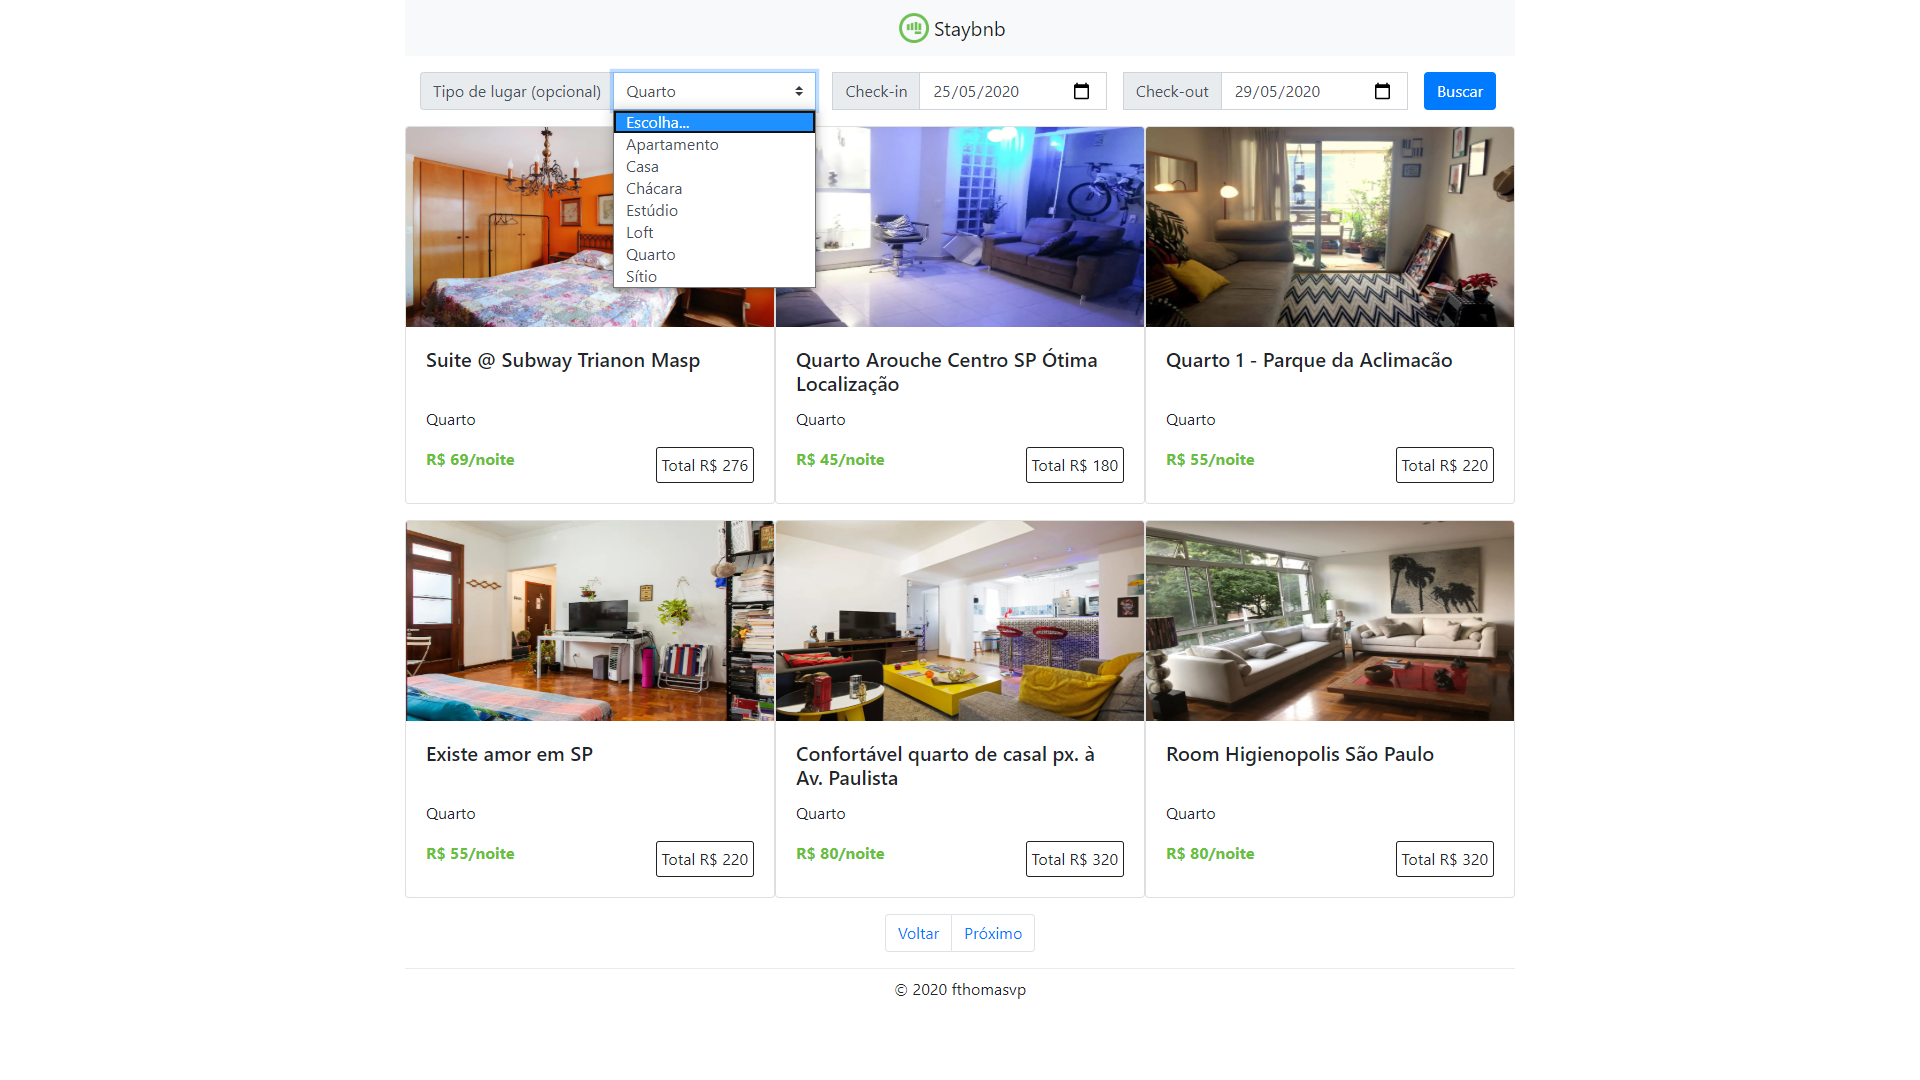 Staybnb
Tipo de lugar (opcional) Quarto Check-in 25/05/2020 Check-out 29/05/2020 Buscar
Escolha...
Apartamento
Casa
Chácara
Estúdio
Loft
Quarto
Sítio
Suite @ Subway Trianon Masp
Quarto
R$ 69/noite
Total R$ 276
Quarto Arouche Centro SP Ótima
Localização
Quarto
R$ 45/noite
Total R$ 180
Quarto 1 - Parque da Aclimacão
Quarto
R$ 55/noite
Total R$ 220
Existe amor em SP
Quarto
R$ 55/noite
Total R$ 220
Confortável quarto de casal px. à
Av. Paulista
Quarto
R$ 80/noite
Total R$ 320
Room Higienopolis São Paulo
Quarto
R$ 80/noite
Total R$ 320
Voltar Próximo
© 2020 fthomasvp